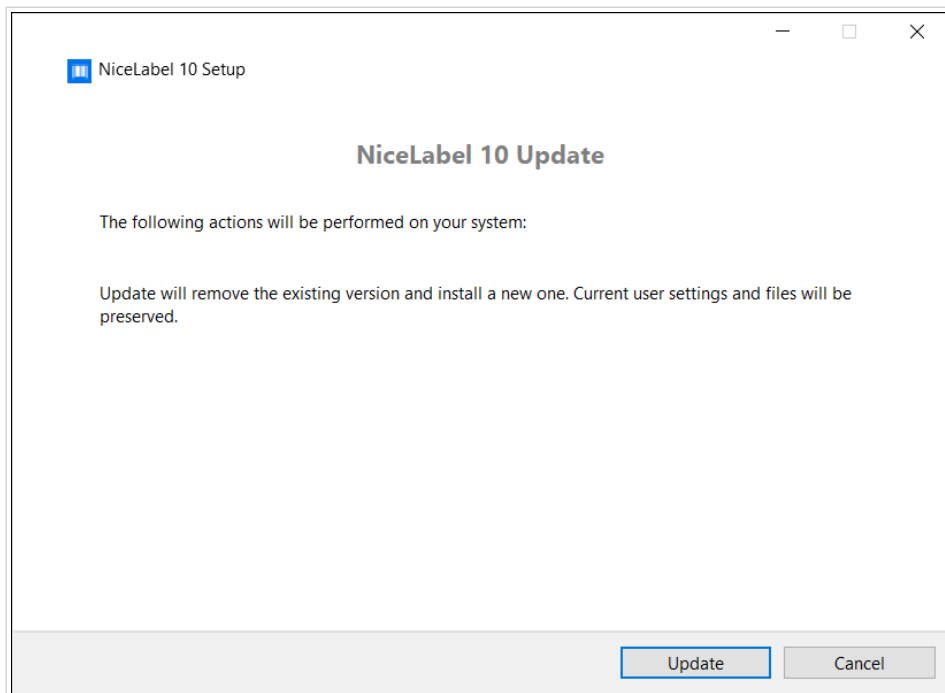 NiceLabel 10 Setup
NiceLabel 10 Update
The following actions will be performed on your system:
Update will remove the existing version and install a new one. Current user settings and files will be
preserved.
Update
Cancel